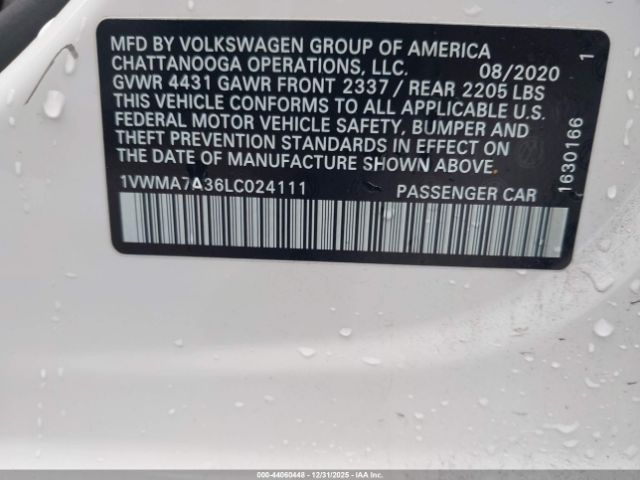 MFD BY VOLKSWAGEN GROUP OF AMERICA
CHATTANOOGA OPERATIONS, LLC. 08/2020
GVWR 4431 GAWR FRONT 2337 / REAR 2205 LBS
THIS VEHICLE CONFORMS TO ALL APPLICABLE U.S.
FEDERAL MOTOR VEHICLE SAFETY, BUMPER AND
THEFT PREVENTION STANDARDS IN EFFECT ON
THE DATE OF MANUFACTURE SHOWN ABOVE.
1VWMA7A36LC024111 PASSENGER CAR
1630166 1
000-44060448 - 12/31/2025 - IAAI.COM